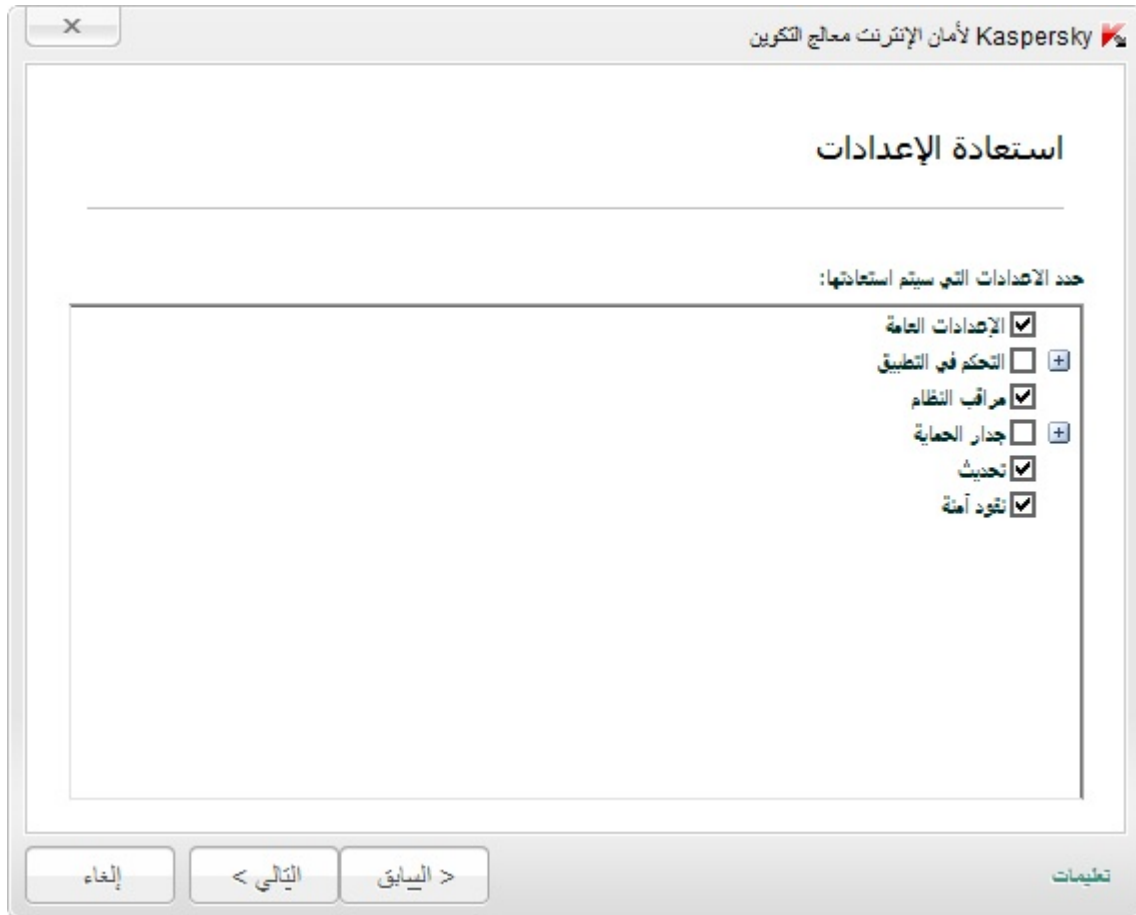 Kaspersky لأمان الإنترنت معالج التكوين
استعادة الإعدادات
حدد الاعدادات التي سيتم استعادتها:
الإعدادات العامة
التحكم في التطبيق
مراقب النظام
جدار الحماية
تحديث
نقود آمنة
تعليمات
< السابق
التالي >
إلغاء